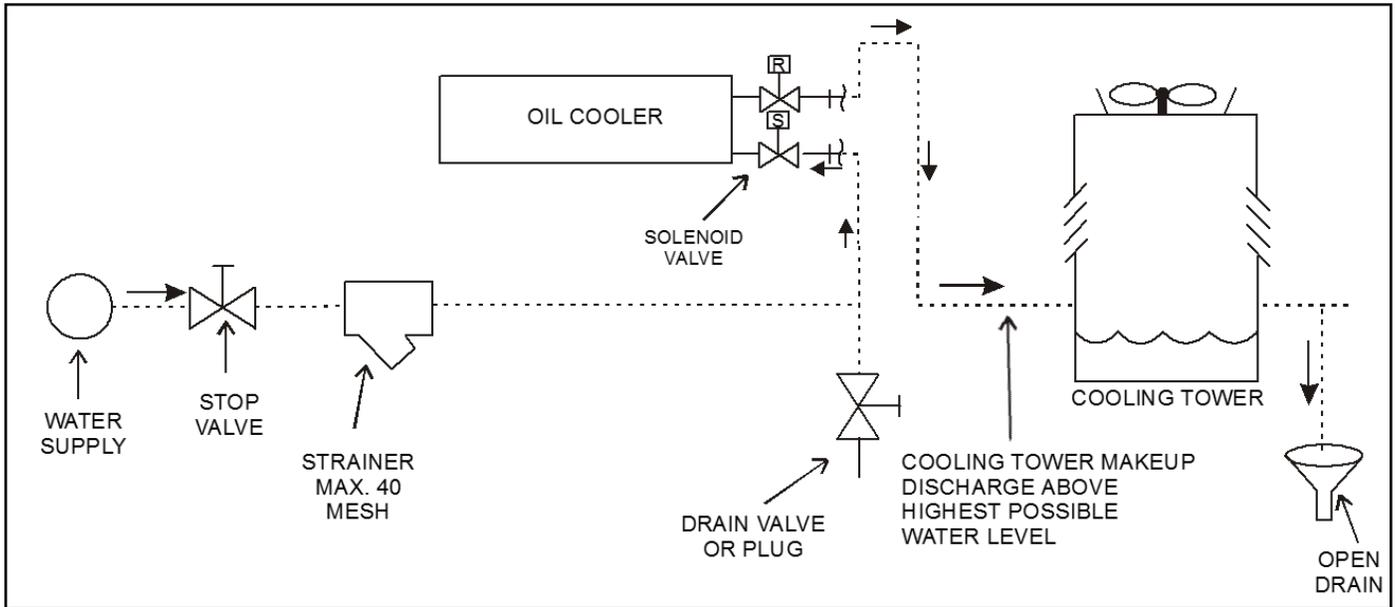 R
OIL COOLER
S
SOLENOID
VALVE
WATER
SUPPLY
STOP
VALVE
STRAINER
MAX. 40
MESH
DRAIN VALVE
OR PLUG
COOLING TOWER MAKEUP
DISCHARGE ABOVE
HIGHEST POSSIBLE
WATER LEVEL
COOLING TOWER
OPEN
DRAIN